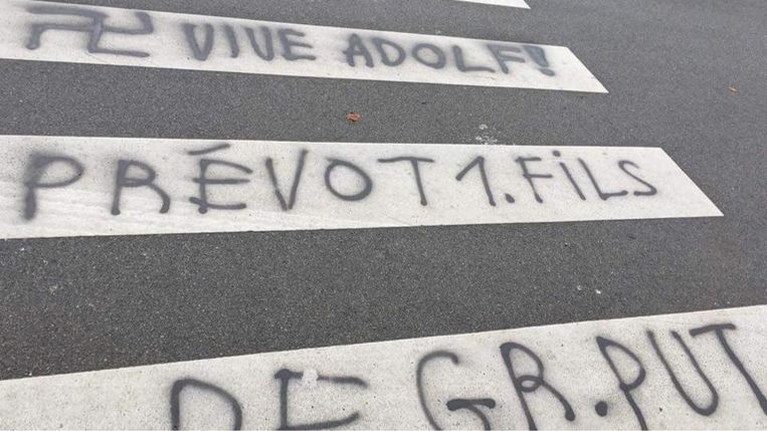 VIVE ADOLF!
PRÉVOT 1.FiLS
DE GR.PUT